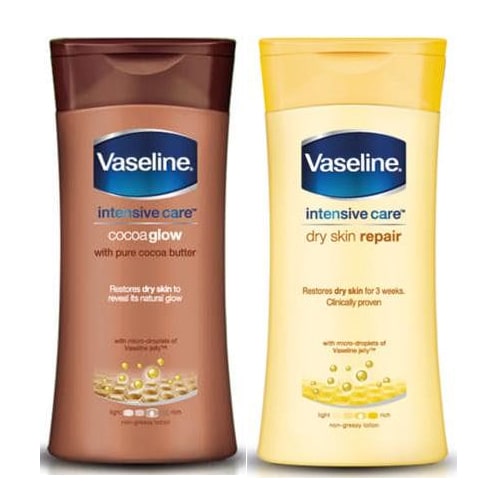 Vaseline.
intensive care™
cocoaglow
with pure cocoa butter
Restores dry skin to
reveal its natural glow
with micro-droplets of
Vaseline jelly™
light rich
non-greasy lotion
Vaseline.
intensive care™
dry skin repair
Restores dry skin for 3 weeks.
Clinically proven
with micro-droplets of
Vaseline jelly™
light rich
non-greasy lotion